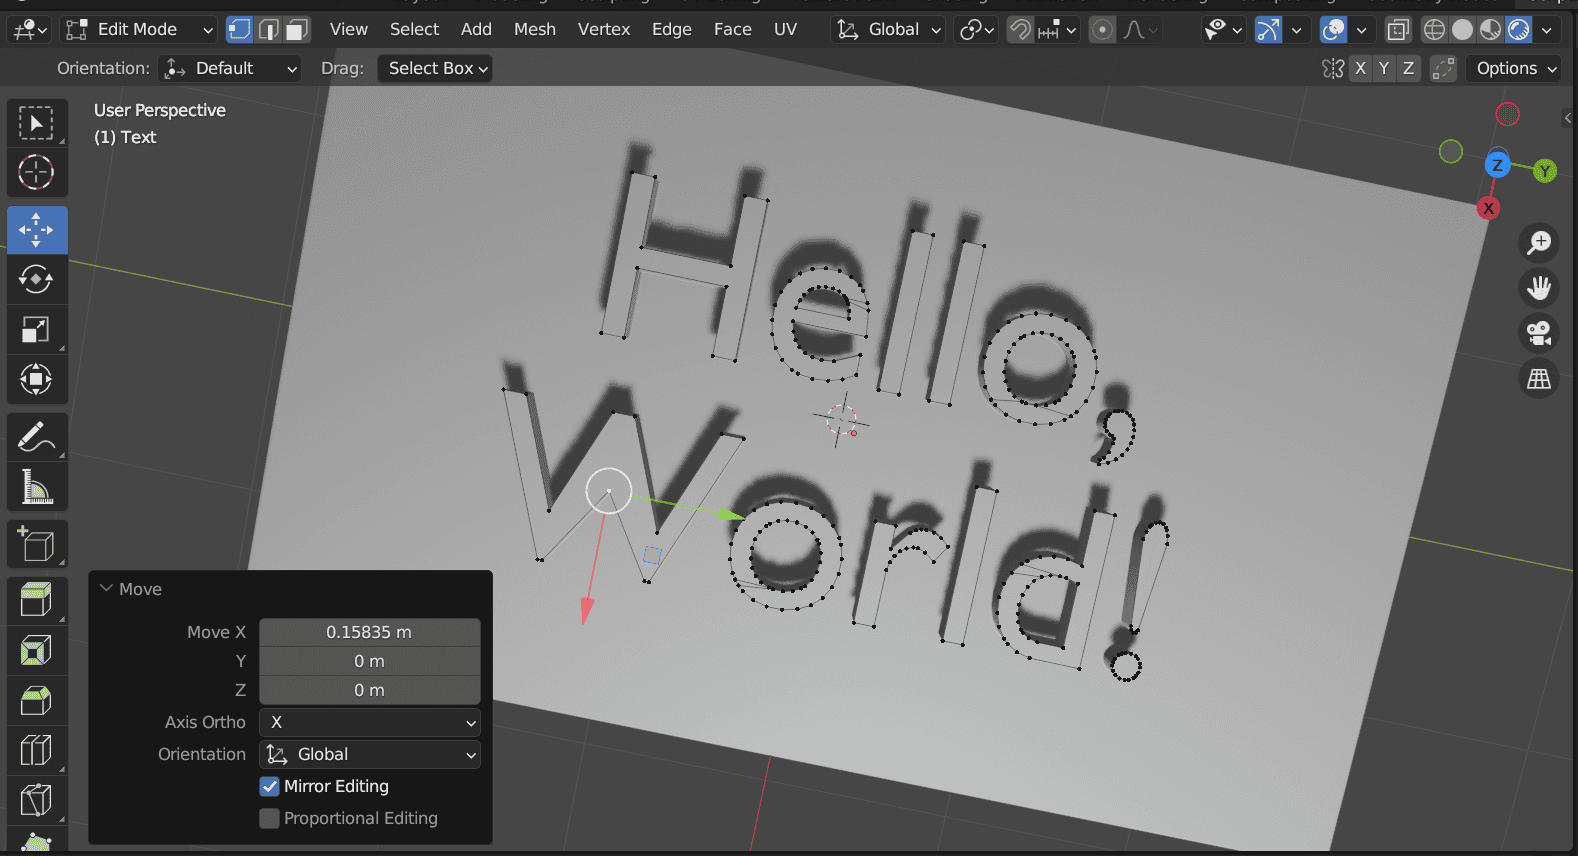 Edit Mode View Select Add Mesh Vertex Edge Face UV Global
Orientation: Default Drag: Select Box X Y Z Options
User Perspective
(1) Text
Z
Y
X
Hello,
World!
Move
Move X 0.15835 m
Y 0 m
Z 0 m
Axis Ortho X
Orientation Global
Mirror Editing
Proportional Editing